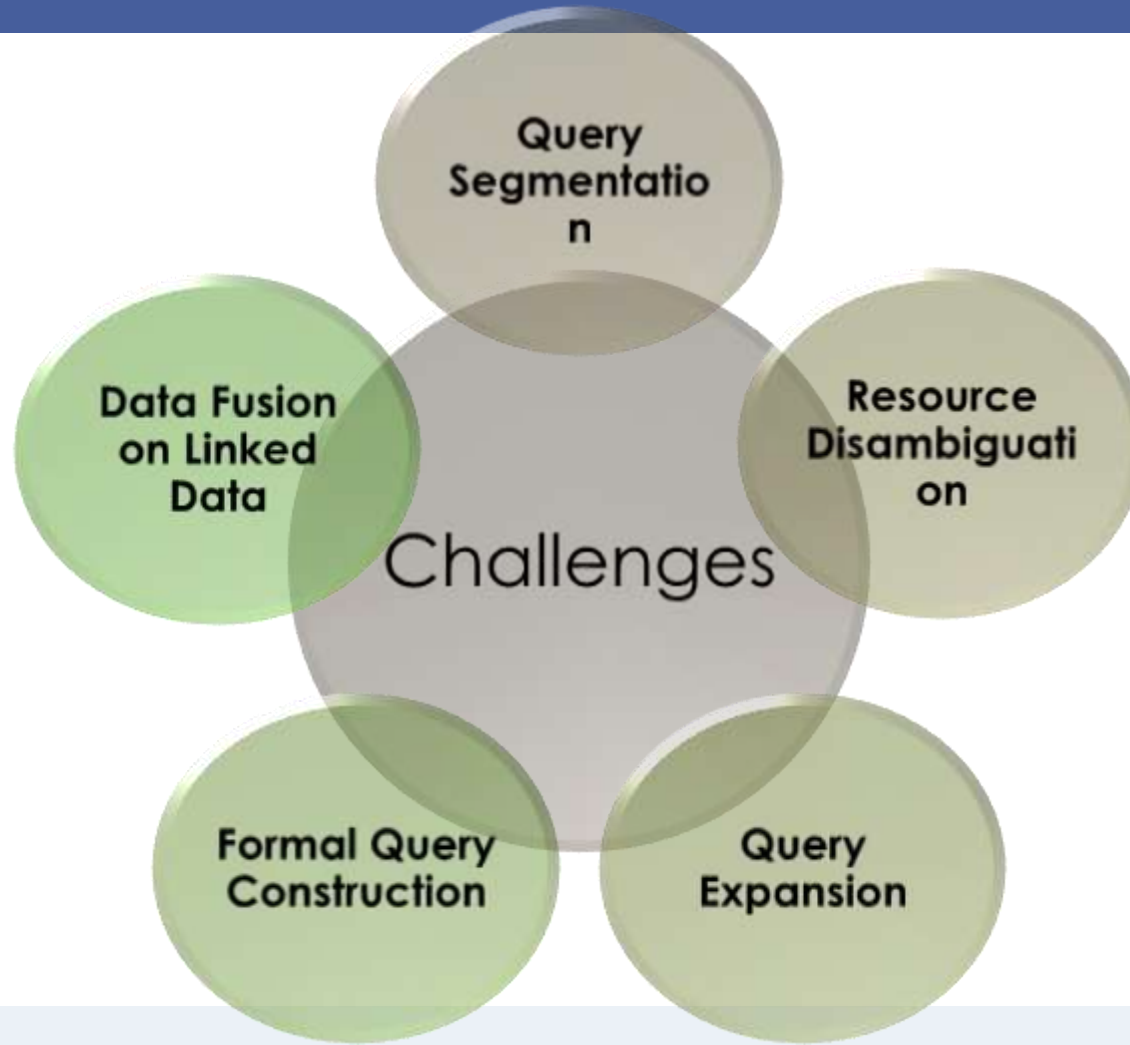 Query
Segmentatio
n
Resource
Disambiguati
on
Query
Expansion
Formal Query
Construction
Data Fusion
on Linked
Data
Challenges